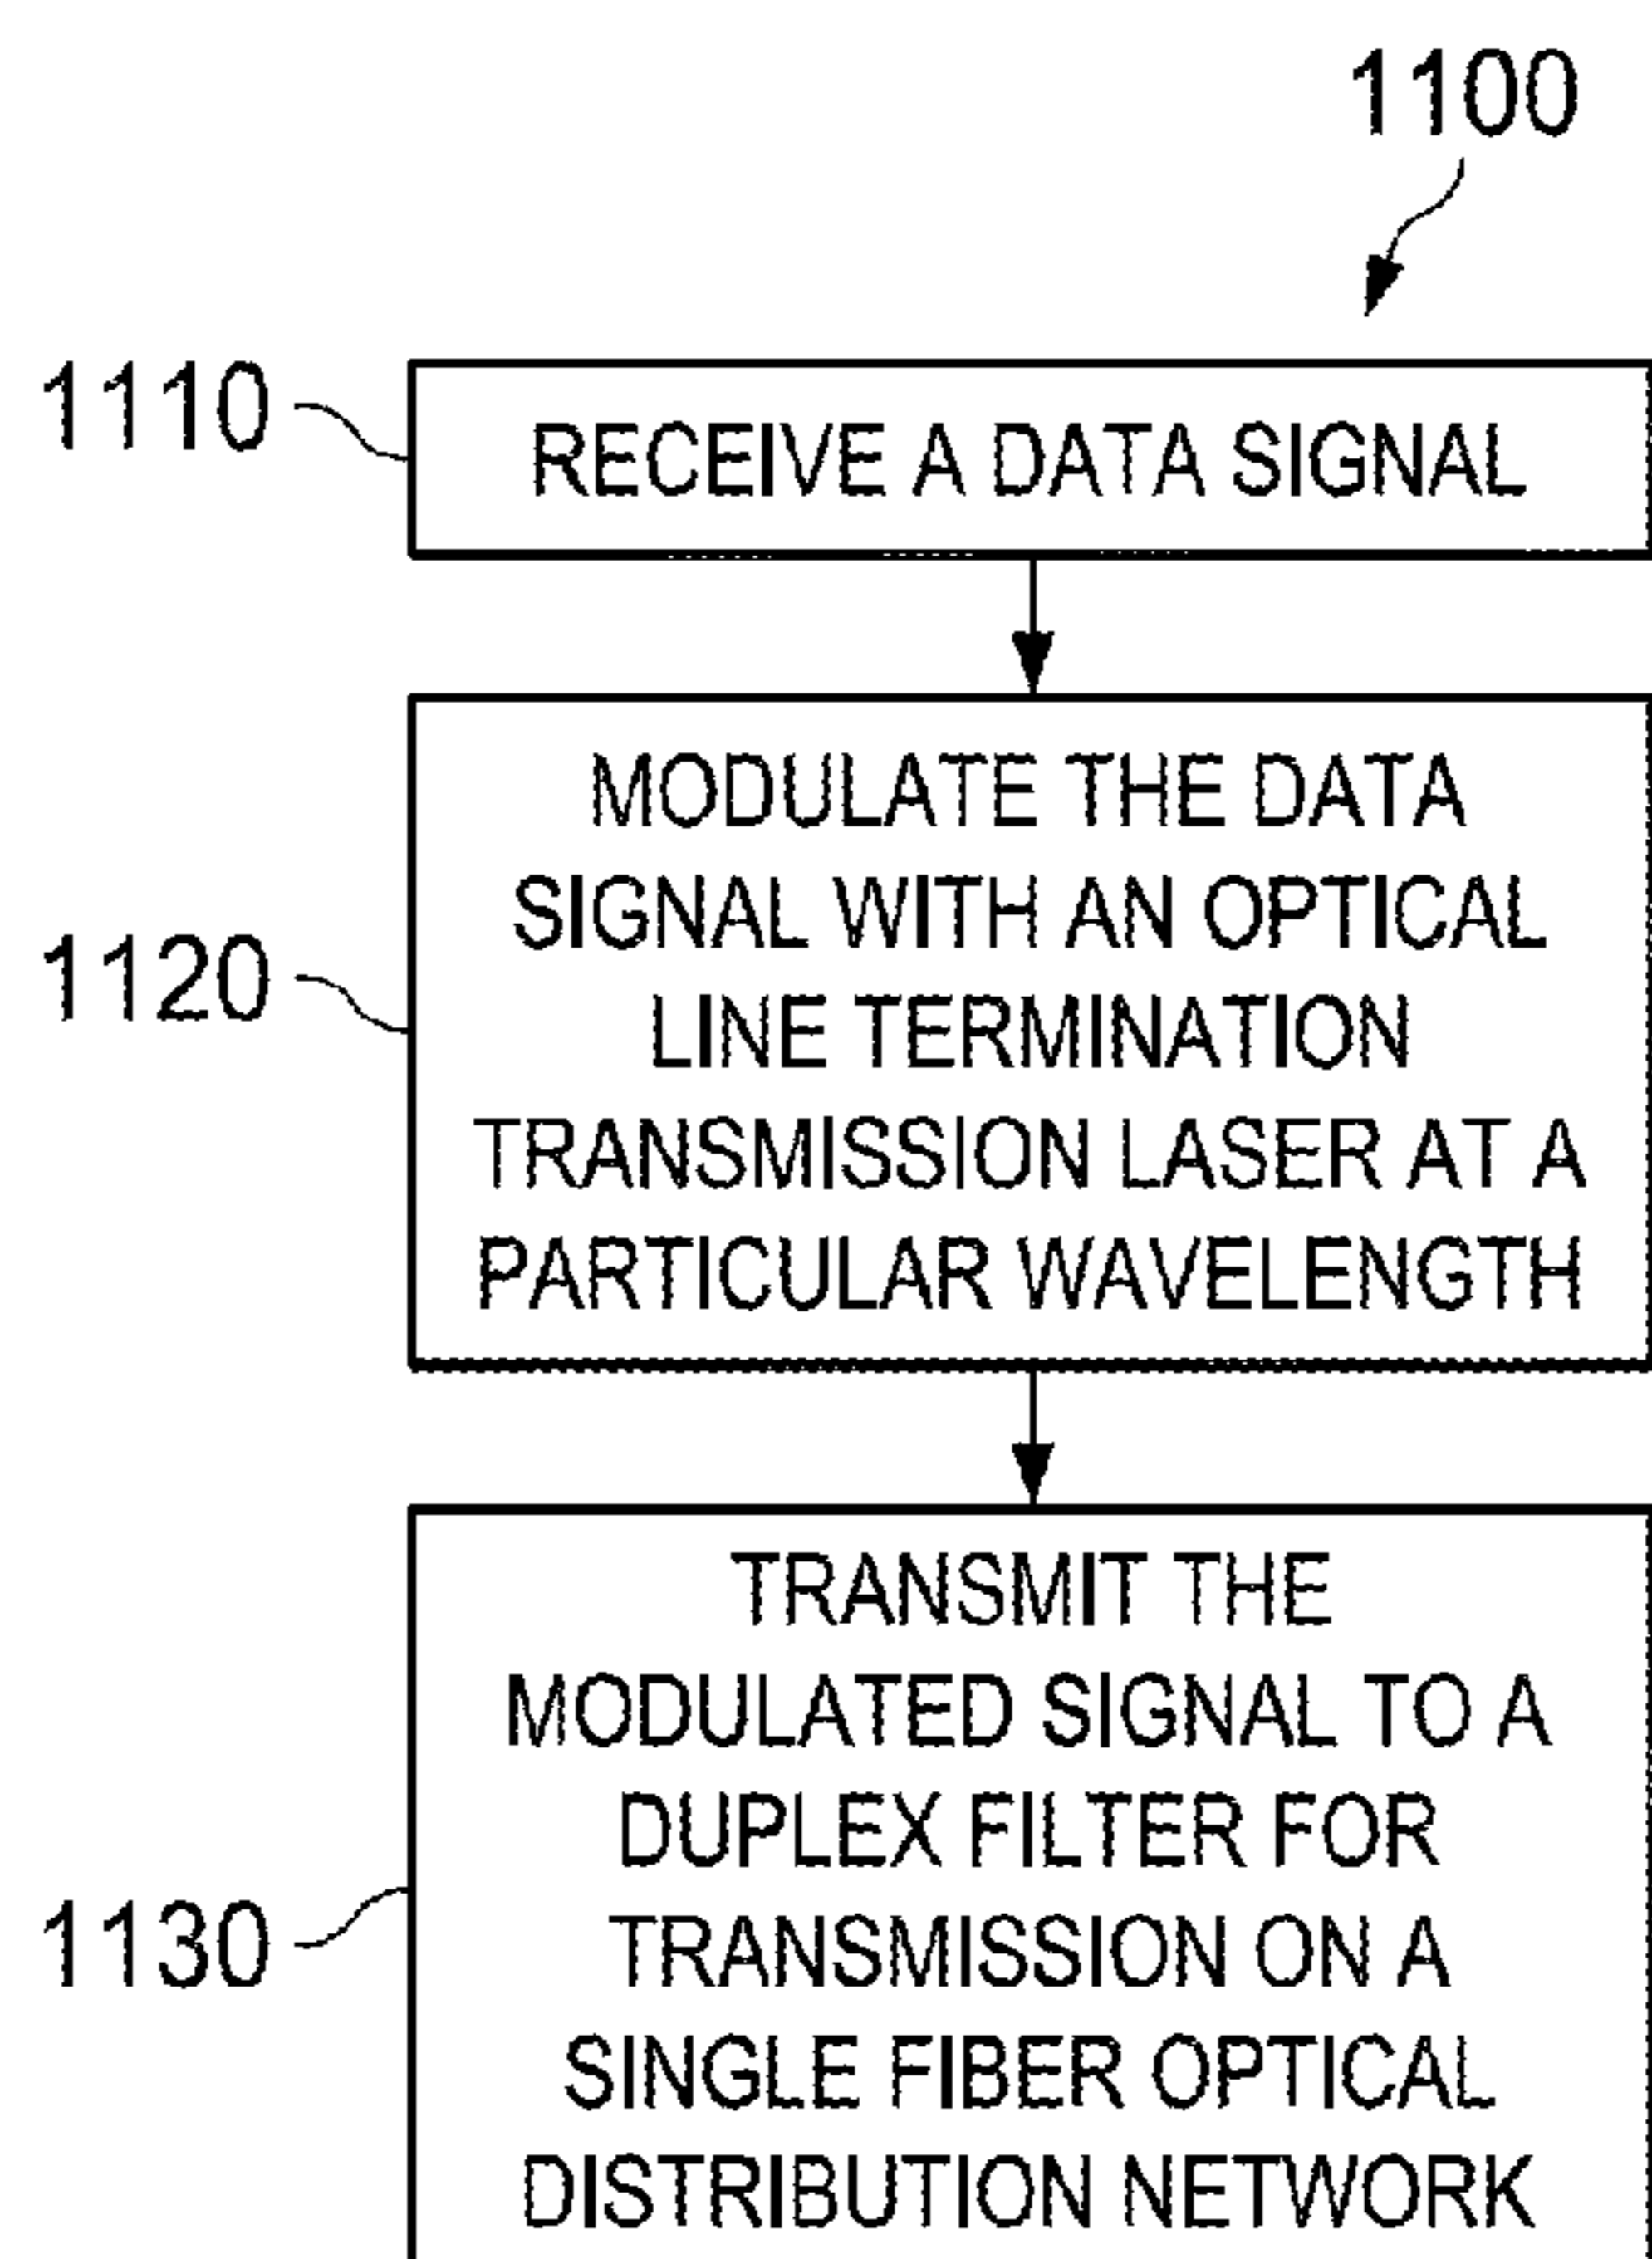 1100
1110
RECEIVE A DATA SIGNAL
1120
MODULATE THE DATA
SIGNAL WITH AN OPTICAL
LINE TERMINATION
TRANSMISSION LASER AT A
PARTICULAR WAVELENGTH
1130
TRANSMIT THE
MODULATED SIGNAL TO A
DUPLEX FILTER FOR
TRANSMISSION ON A
SINGLE FIBER OPTICAL
DISTRIBUTION NETWORK